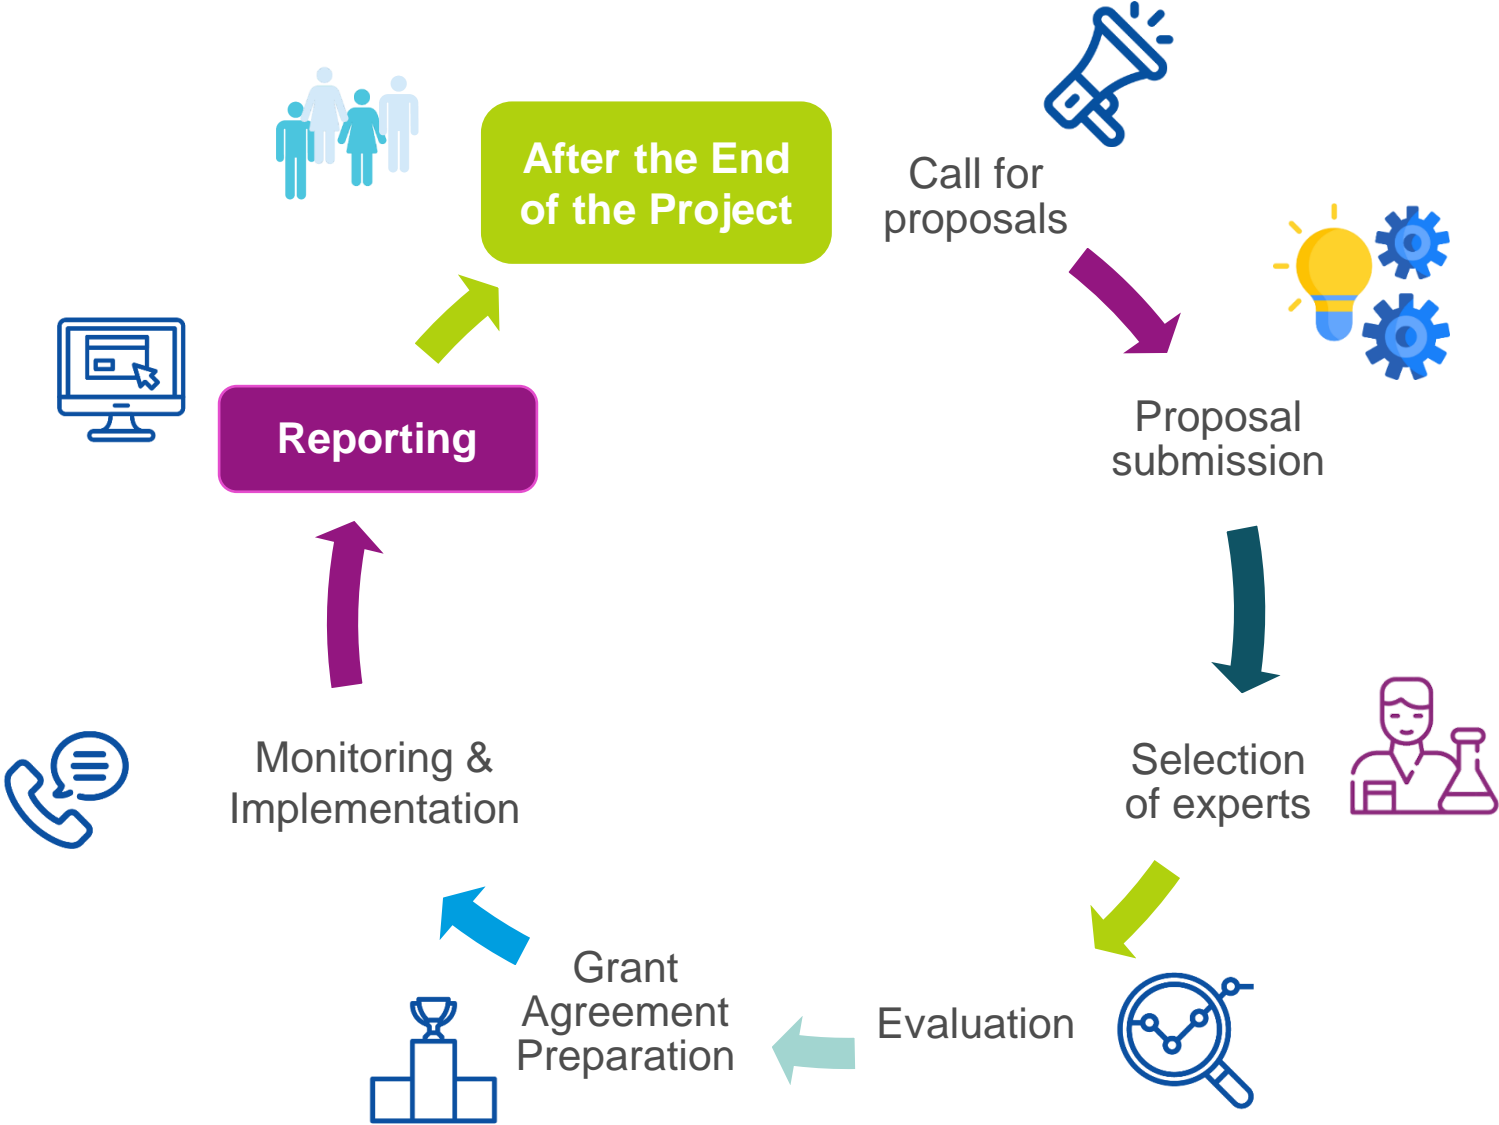 After the End
of the Project
Call for
proposals
Proposal
submission
Selection
of experts
Evaluation
Grant
Agreement
Preparation
Monitoring &
Implementation
Reporting